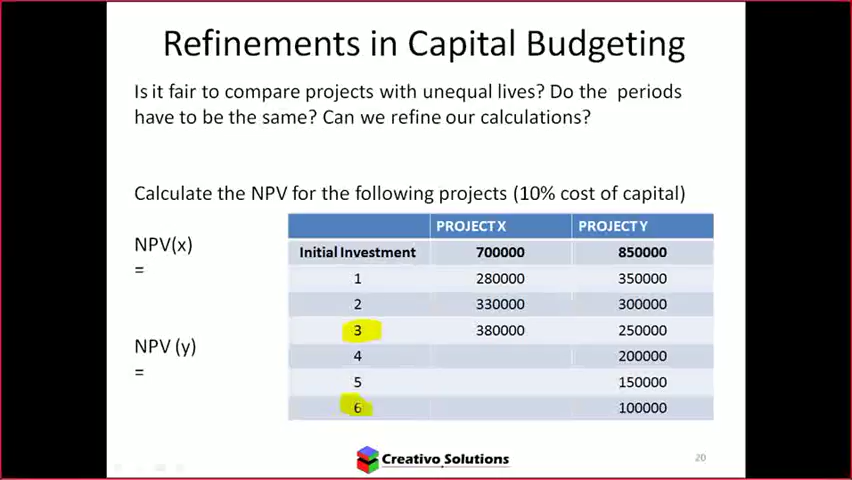 Refinements in Capital Budgeting
Is it fair to compare projects with unequal lives? Do the periods
have to be the same? Can we refine our calculations?
Calculate the NPV for the following projects (10% cost of capital)
NPV(x)
=
NPV (y)
=
PROJECT X PROJECT Y
Initial Investment 700000 850000
1 280000 350000
2 330000 300000
3 380000 250000
4 200000
5 150000
6 100000
Creativo Solutions
20